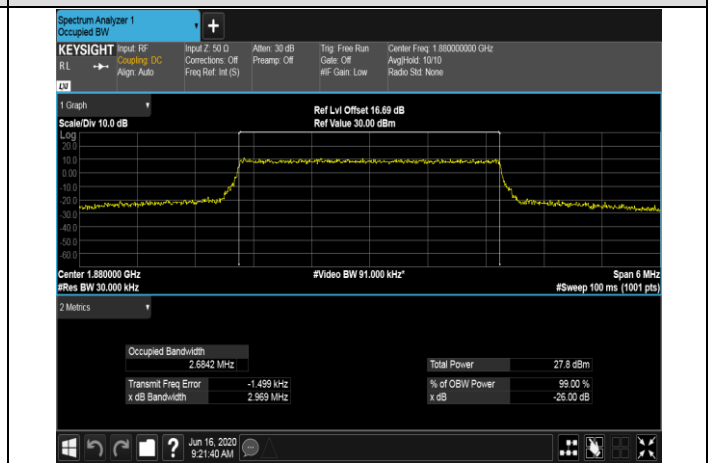 Spectrum Analyzer 1
Occupied BW
+
KEYSIGHT Input: RF Input Z: 50 Ω Atten: 30 dB Trig: Free Run Center Freq: 1.880000000 GHz
RL Coupling: DC Corrections: Off Preamp: Off Gate: Off Avg|Hold: 10/10
Align: Auto Freq Ref: Int (S) #IF Gain: Low Radio Std: None
LXI
1 Graph Ref Lvl Offset 16.69 dB
Scale/Div 10.0 dB Ref Value 30.00 dBm
Log
20.0
10.0
0.00
-10.0
-20.0
-30.0
-40.0
-50.0
-60.0
Center 1.88000 GHz #Video BW 91.000 kHz* Span 6 MHz
#Res BW 30.000 kHz #Sweep 100 ms (1001 pts)
2 Metrics
Occupied Bandwidth
2.6842 MHz Total Power 27.8 dBm
Transmit Freq Error -1.499 kHz % of OBW Power 99.00 %
x dB Bandwidth 2.969 MHz x dB -26.00 dB
? Jun 16, 2020
9:21:40 AM